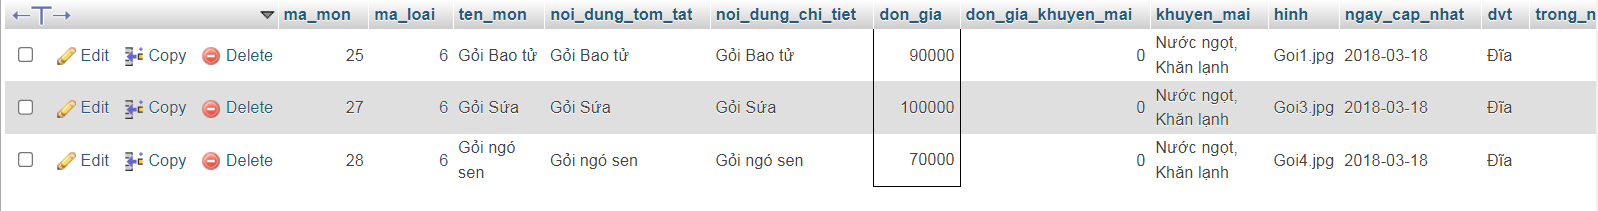 ma_mon ma_loai ten_mon noi_dung_tom_tat noi_dung_chi_tiet don_gia don_gia_khuyen_mai khuyen_mai hinh ngay_cap_nhat dvt trong_n
Edit Copy Delete 25 6 Gỏi Bao tử Gỏi Bao tử Gỏi Bao tử 90000 0 Nước ngọt,
Khăn lạnh Goi1.jpg 2018-03-18 Đĩa
Edit Copy Delete 27 6 Gỏi Sứa Gỏi Sứa Gỏi Sứa 100000 0 Nước ngọt,
Khăn lạnh Goi3.jpg 2018-03-18 Đĩa
Edit Copy Delete 28 6 Gỏi ngó
sen Gỏi ngó sen Gỏi ngó sen 70000 0 Nước ngọt,
Khăn lạnh Goi4.jpg 2018-03-18 Đĩa